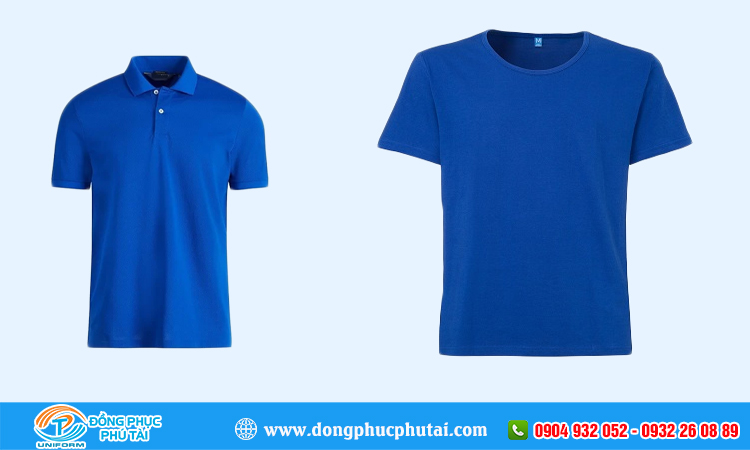 M
ĐỒNG PHỤC
PHÚ TÀI
UNIFORM
www.dongphucphutai.com
0904 932 052 - 0932 26 08 89